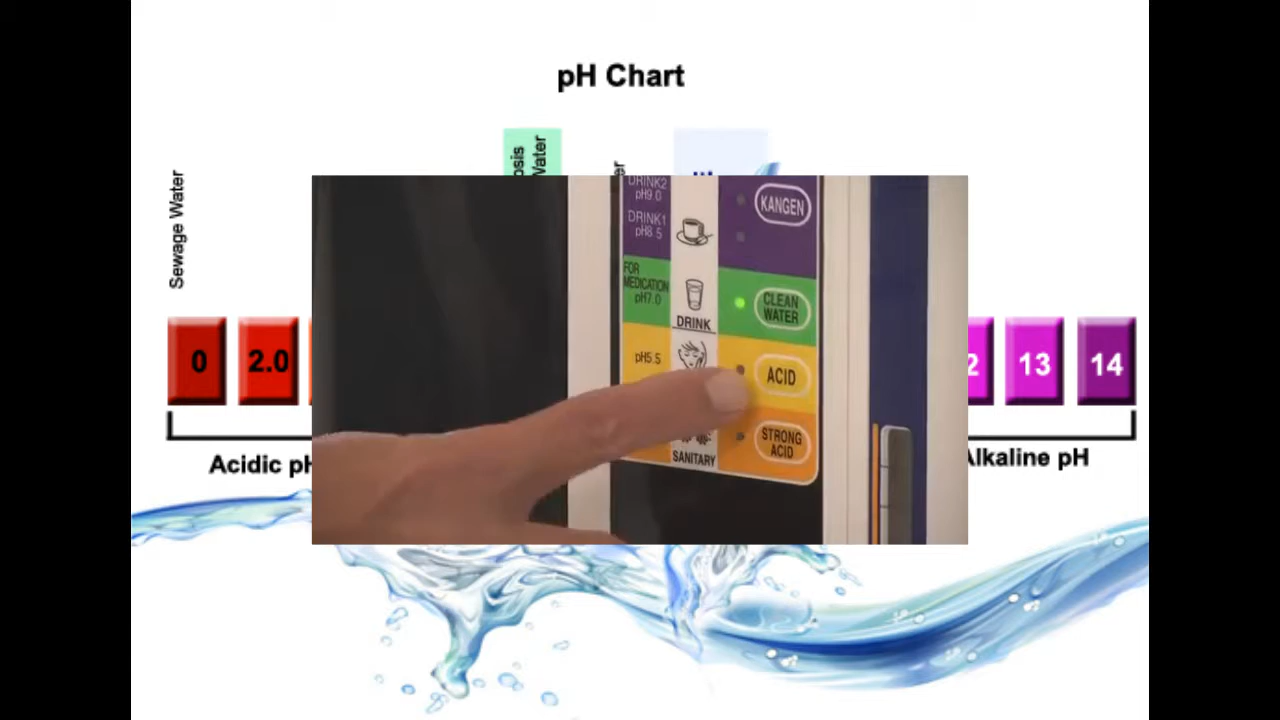 pH Chart
Sewage Water
Water
0
2.0
13
14
Acidic pH
Alkaline pH
DRINK2
pH9.0
DRINK1
pH8.5
KANGEN
FOR
MEDICATION
pH7.0
DRINK
CLEAN
WATER
pH5.5
ACID
STRONG
ACID
SANITARY